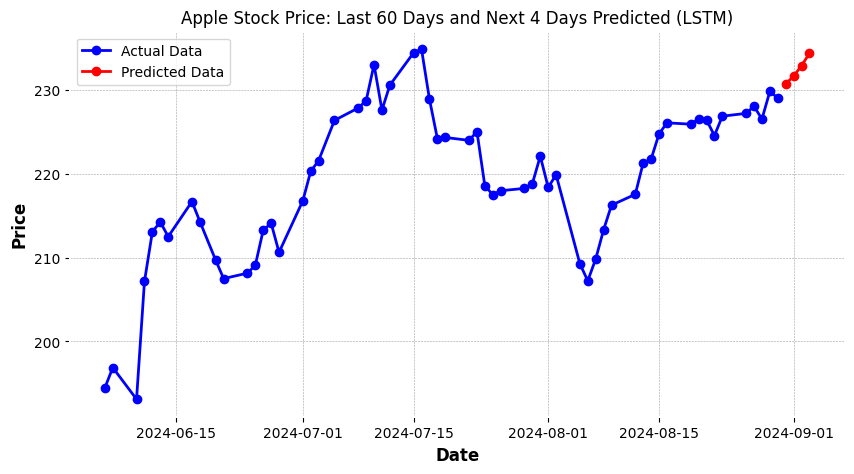 Apple Stock Price: Last 60 Days and Next 4 Days Predicted (LSTM)
Actual Data
Predicted Data
230
220
210
200
Price
2024-06-15 2024-07-01 2024-07-15 2024-08-01 2024-08-15 2024-09-01
Date